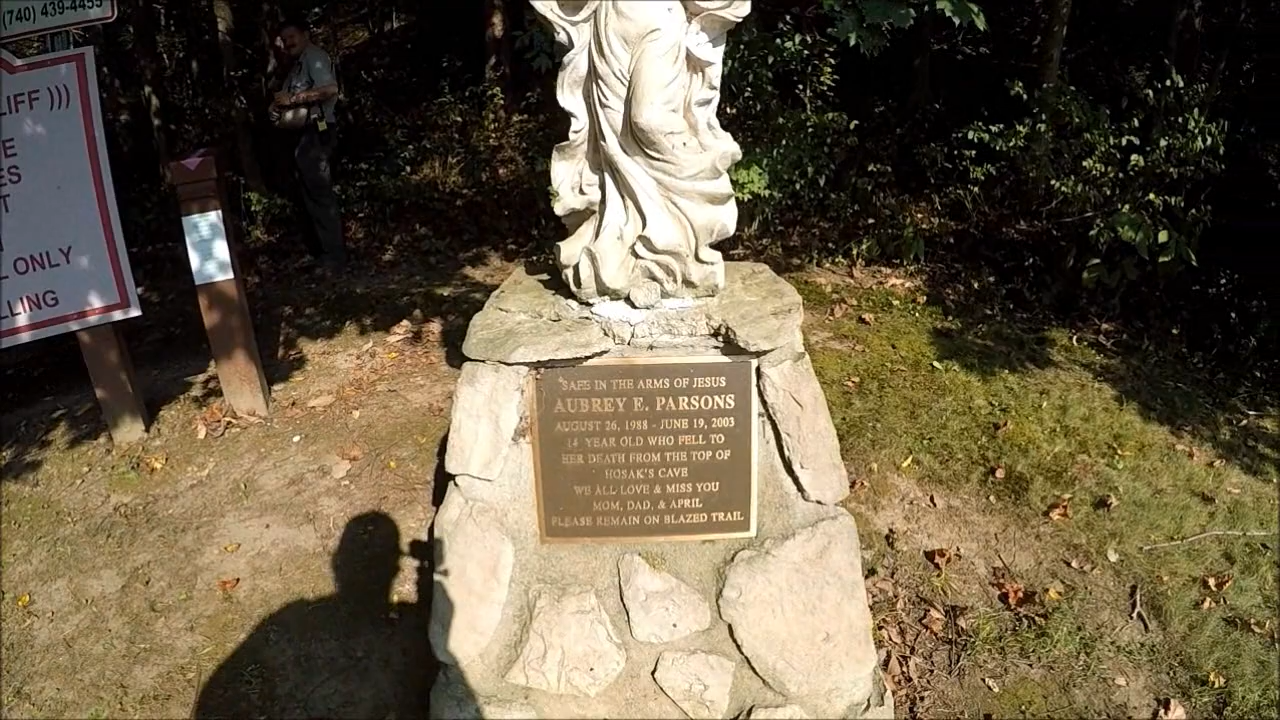 (740) 439-4455
LIFF )))
E
ES
T
L ONLY
LLING
SAFE IN THE ARMS OF JESUS
AUBREY E. PARSONS
AUGUST 26, 1988 - JUNE 19, 2003
14 YEAR OLD WHO FELL TO
HER DEATH FROM THE TOP OF
HOSAK'S CAVE
WE ALL LOVE & MISS YOU
MOM, DAD, & APRIL
PLEASE REMAIN ON BLAZED TRAIL